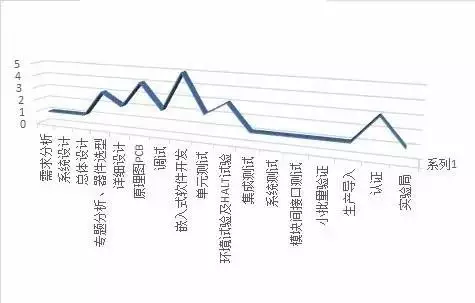 5
4
3
2
1
0
需求分析
系统设计
总体设计
专题分析、器件选型
详细设计
原理图PCB
调试
嵌入式软件开发
单元测试
环境试验及HALT试验
集成测试
系统测试
模块间接口测试
小批量验证
生产导入
认证
实验局
系列1